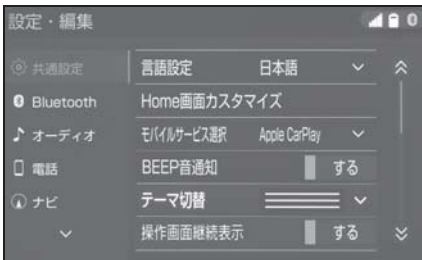 設定・編集
共通設定
Bluetooth
オーディオ
電話
ナビ
言語設定 日本語
Home画面カスタマイズ
モバイルサービス選択 Apple CarPlay
BEEP音通知 する
テーマ切替
操作画面継続表示 する